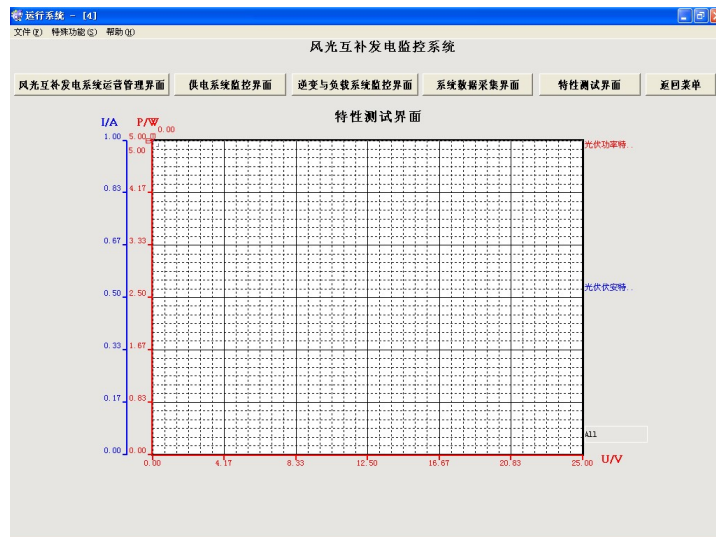 运行系统 - [4]
文件(F) 特殊功能(S) 帮助(H)
风光互补发电监控系统
风光互补发电系统运营管理界面 供电系统监控界面 逆变与负载系统监控界面 系统数据采集界面 特性测试界面 返回菜单
特性测试界面
I/A P/W
0.00
1.00 5.00
5.00
光伏功率特..
0.83 4.17
0.67 3.33
0.50 2.50
光伏伏安特..
0.33 1.67
0.17 0.83
All
0.00 0.00
0.00 4.17 8.33 12.50 16.67 20.83 25.00 U/V